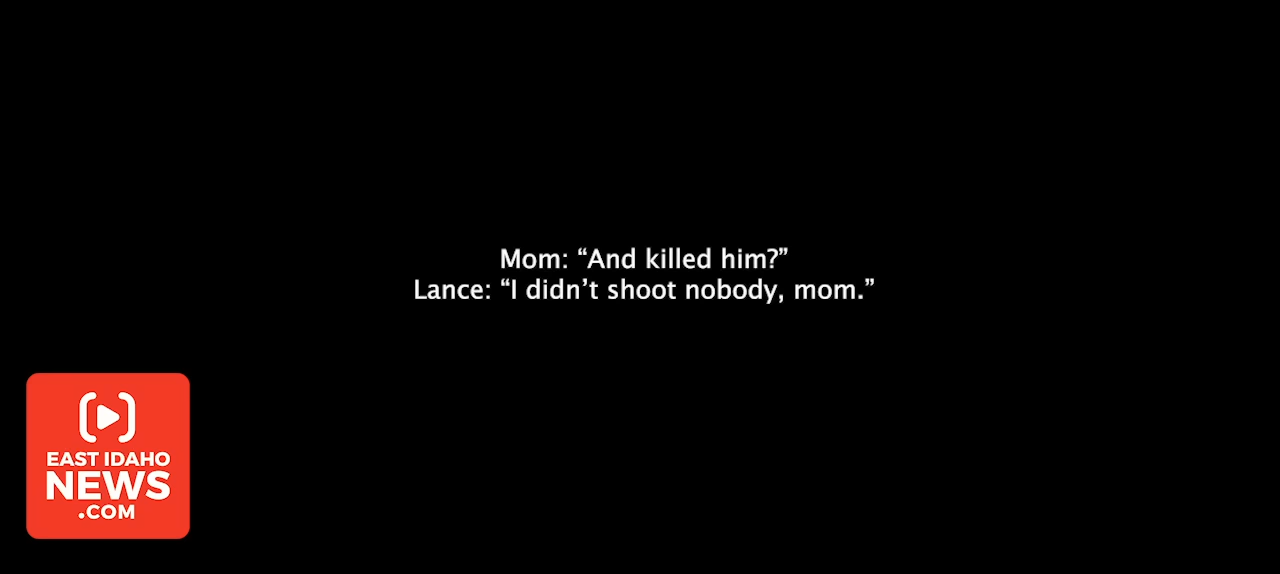 Mom: “And killed him?”
Lance: “I didn’t shoot nobody, mom.”
EAST IDAHO
NEWS
.COM